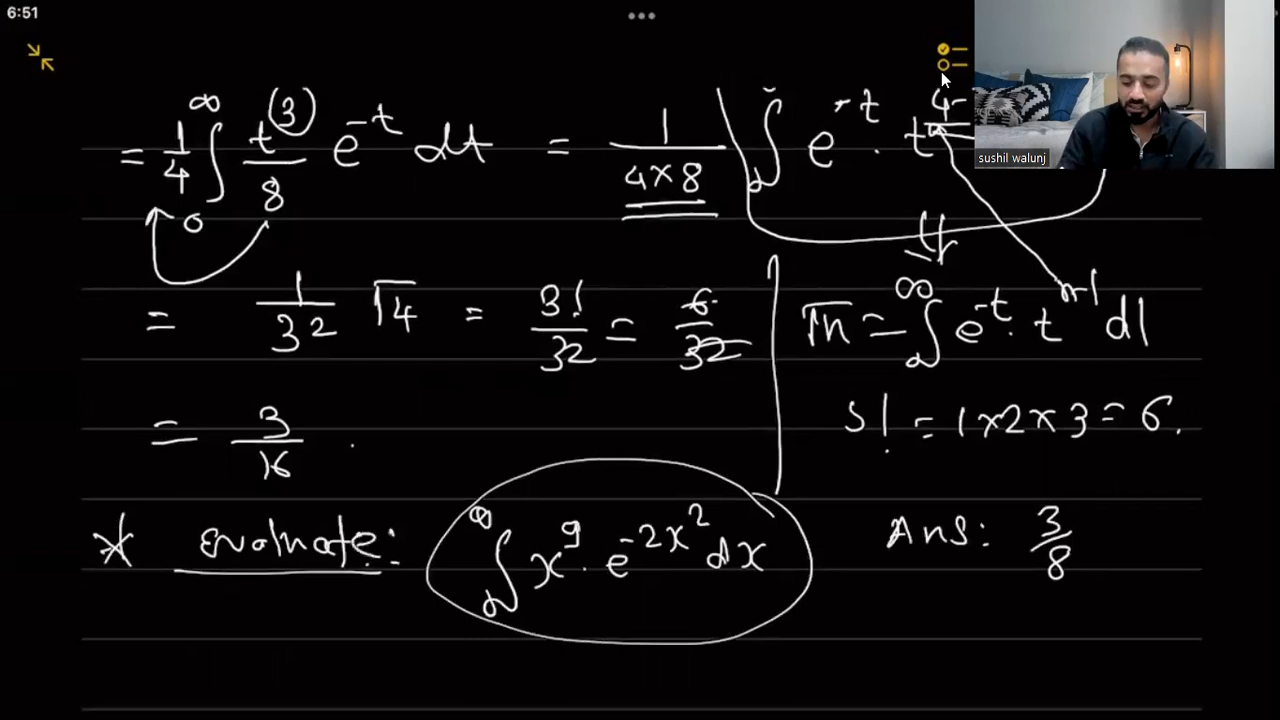 6:51
sushil walunj
= 1/4 ∫₀^∞ t^(3)/8 e^-t dt = 1/(4×8) ∫₀ e^-t · t^4-
= 1/32 Γ4 = 3!/32 = 6/32
Γn = ∫₀^∞ e^-t · t^n-1 dt
3! = 1×2×3 = 6.
= 3/16 .
* evaluate: ∫₀^∞ x^9 · e^-2x^2 dx Ans: 3/8